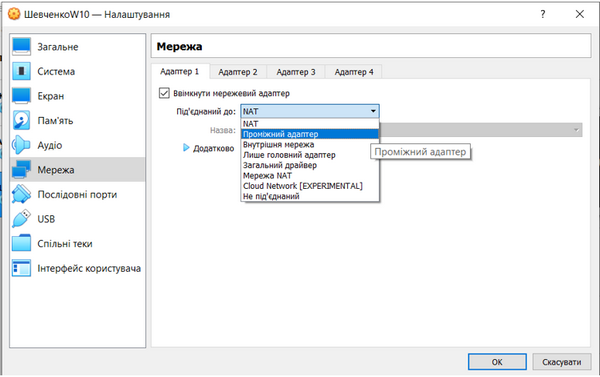 ШевченкоW10 — Налаштування
Загальне
Система
Екран
Пам'ять
Аудіо
Мережа
Послідовні порти
USB
Спільні теки
Інтерфейс користувача
Мережа
Адаптер 1 Адаптер 2 Адаптер 3 Адаптер 4
Ввімкнути мережевий адаптер
Під'єднаний до: NAT
NAT
Назва: Проміжний адаптер
Внутрішня мережа
Додатково
Проміжний адаптер
Лише головний адаптер
Загальний драйвер
Мережа NAT
Cloud Network [EXPERIMENTAL]
Не під'єднаний
OK Скасувати